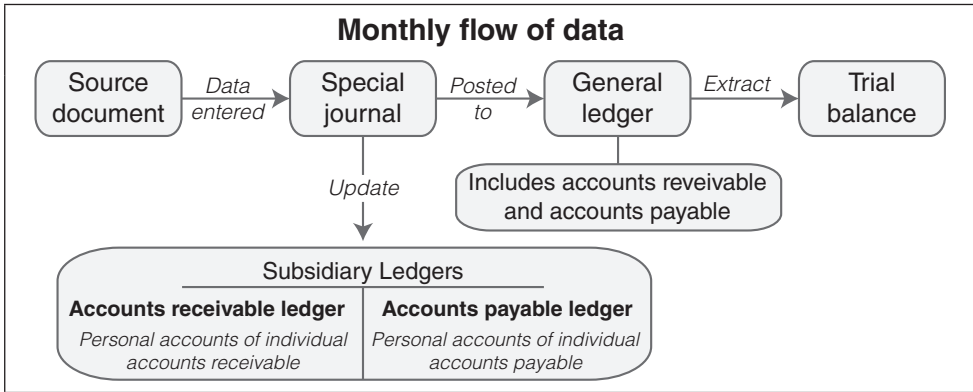 Monthly flow of data
Source
document
Data
entered
Special
journal
Posted
to
General
ledger
Extract
Trial
balance
Update
Includes accounts reveivable
and accounts payable
Subsidiary Ledgers
Accounts receivable ledger
Personal accounts of individual
accounts receivable
Accounts payable ledger
Personal accounts of individual
accounts payable